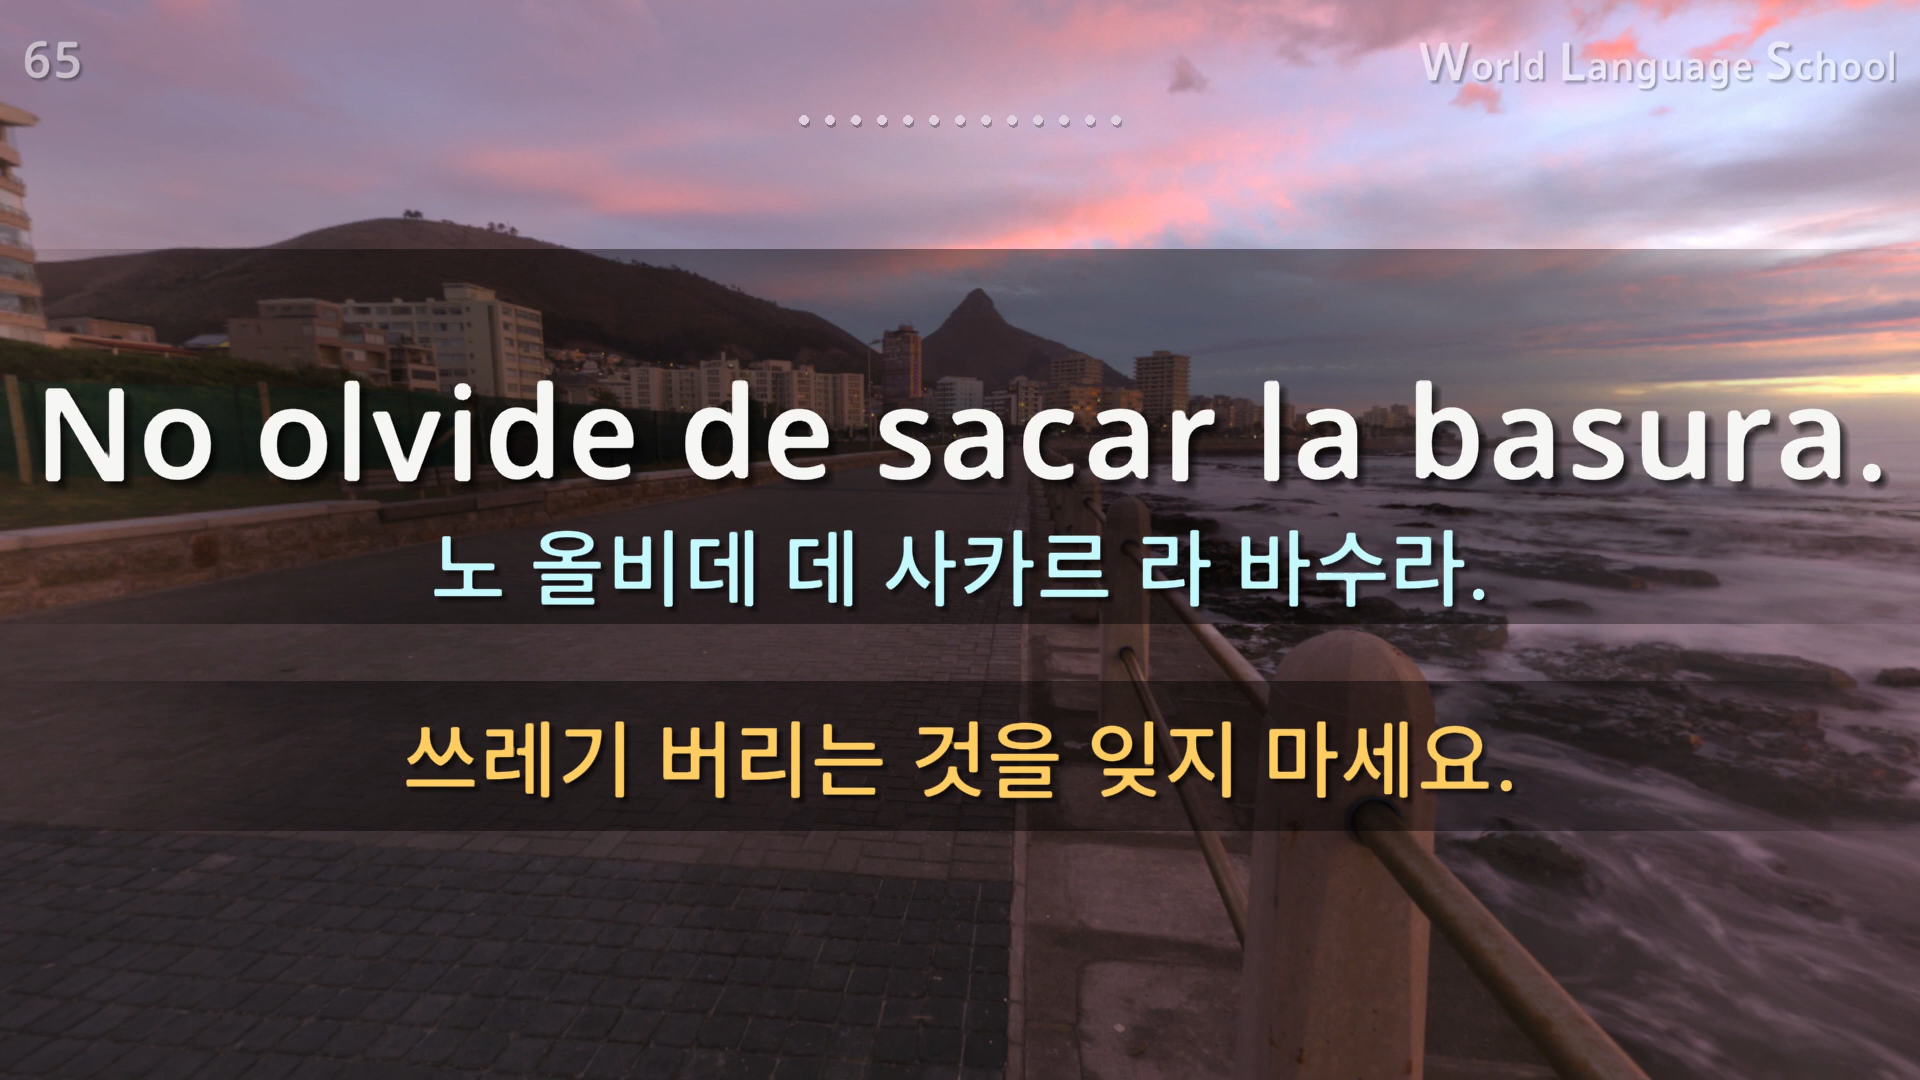 65
World Language School
No olvide de sacar la basura.
노 올비데 데 사카르 라 바수라.
쓰레기 버리는 것을 잊지 마세요.